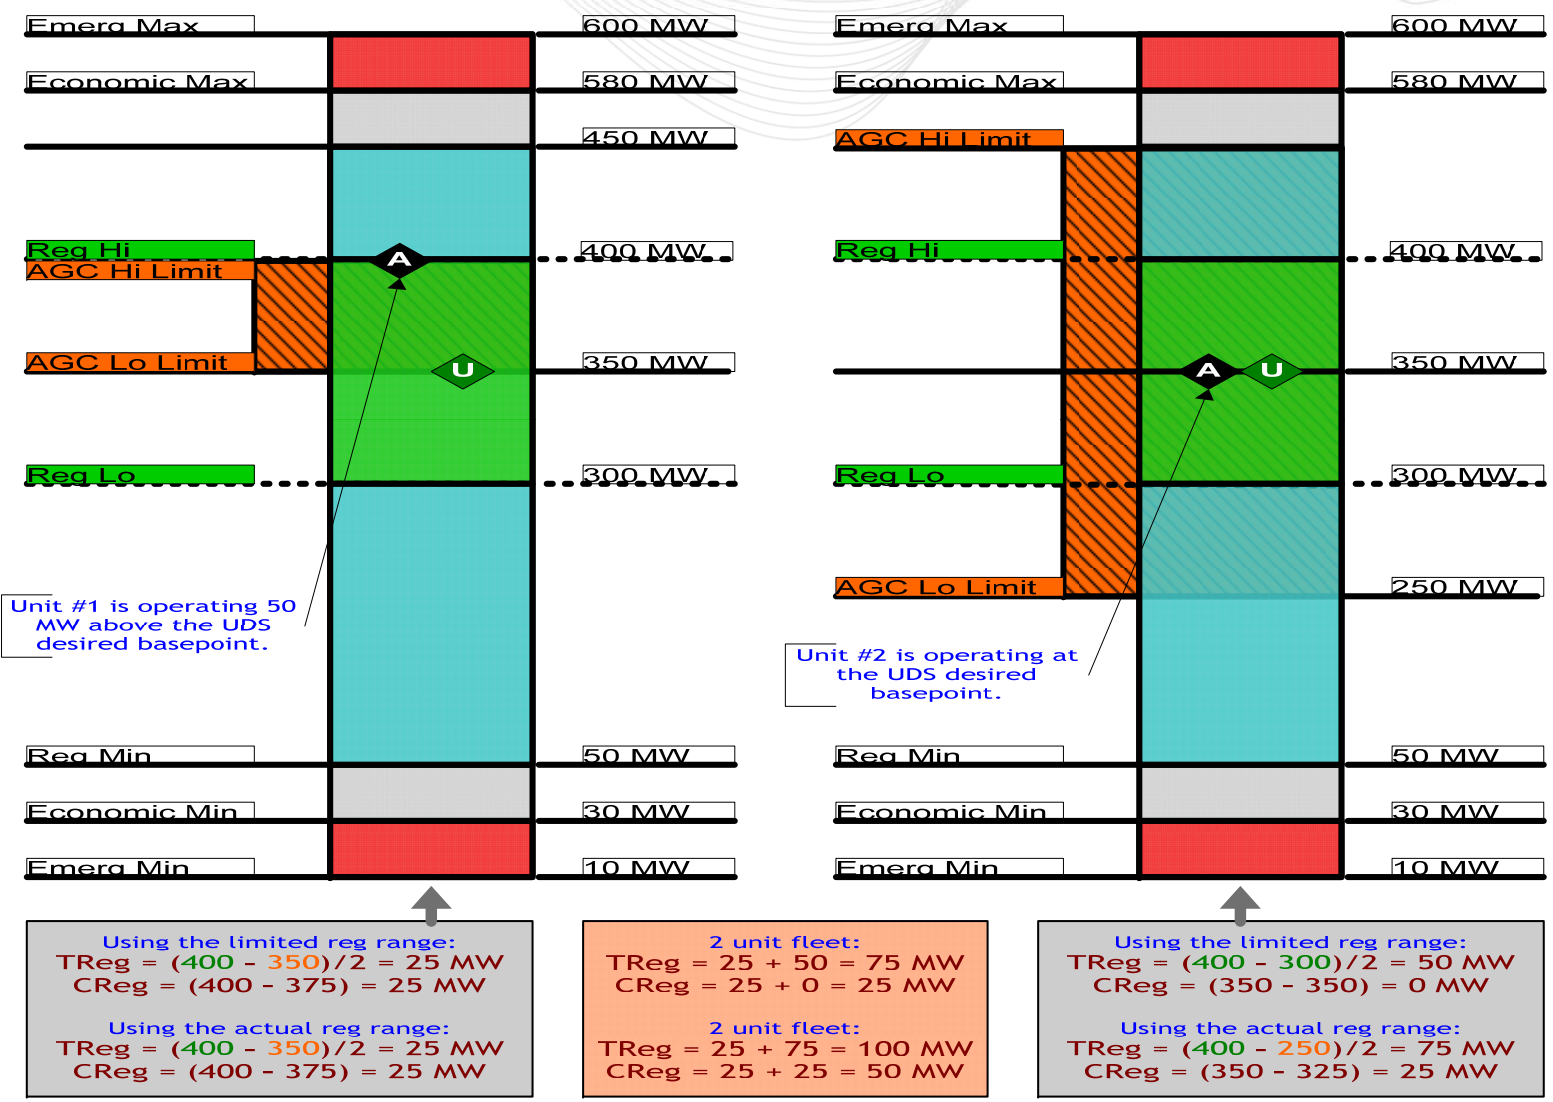 Emerg Max
600 MW
Economic Max
580 MW
450 MW
Reg Hi
400 MW
AGC Hi Limit
A
AGC Lo Limit
350 MW
U
Reg Lo
300 MW
Unit #1 is operating 50
MW above the UDS
desired basepoint.
Reg Min
50 MW
Economic Min
30 MW
Emerg Min
10 MW
Using the limited reg range:
TReg = (400 - 350)/2 = 25 MW
CReg = (400 - 375) = 25 MW
Using the actual reg range:
TReg = (400 - 350)/2 = 25 MW
CReg = (400 - 375) = 25 MW
2 unit fleet:
TReg = 25 + 50 = 75 MW
CReg = 25 + 0 = 25 MW
2 unit fleet:
TReg = 25 + 75 = 100 MW
CReg = 25 + 25 = 50 MW
Emerg Max
600 MW
Economic Max
580 MW
AGC Hi Limit
Reg Hi
400 MW
350 MW
A
U
Reg Lo
300 MW
AGC Lo Limit
250 MW
Unit #2 is operating at
the UDS desired
basepoint.
Reg Min
50 MW
Economic Min
30 MW
Emerg Min
10 MW
Using the limited reg range:
TReg = (400 - 300)/2 = 50 MW
CReg = (350 - 350) = 0 MW
Using the actual reg range:
TReg = (400 - 250)/2 = 75 MW
CReg = (350 - 325) = 25 MW